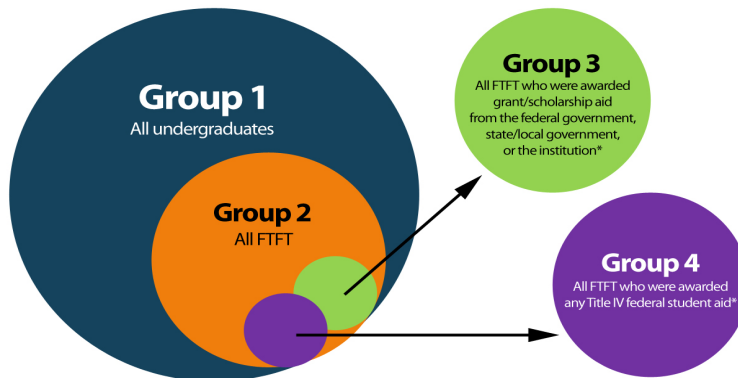 Group 1
All undergraduates
Group 2
All FTFT
Group 3
All FTFT who were awarded
grant/scholarship aid
from the federal government,
state/local government,
or the institution*
Group 4
All FTFT who were awarded
any Title IV federal student aid*